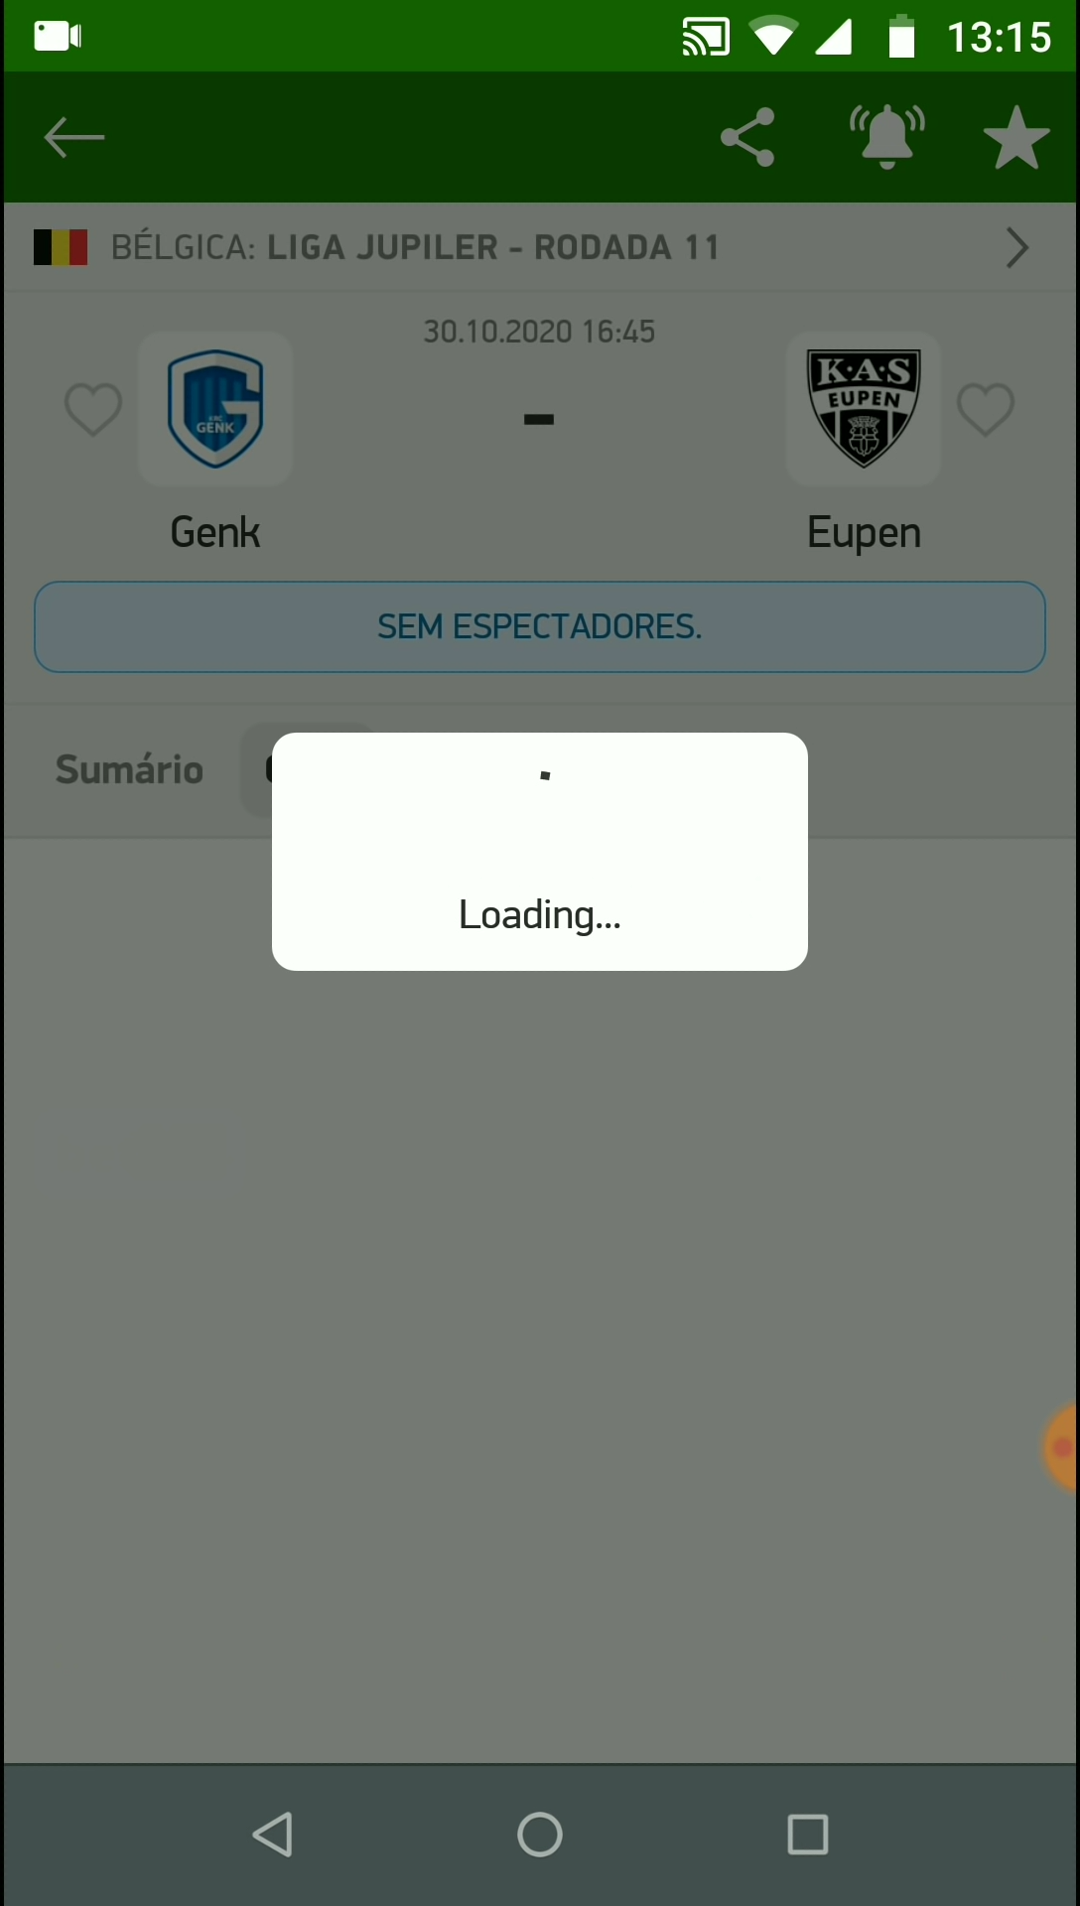 13:15
BÉLGICA: LIGA JUPILER - RODADA 11
30.10.2020 16:45
KRC
GENK
K.A.S
EUPEN
-
Genk
Eupen
SEM ESPECTADORES.
Sumário
Loading...